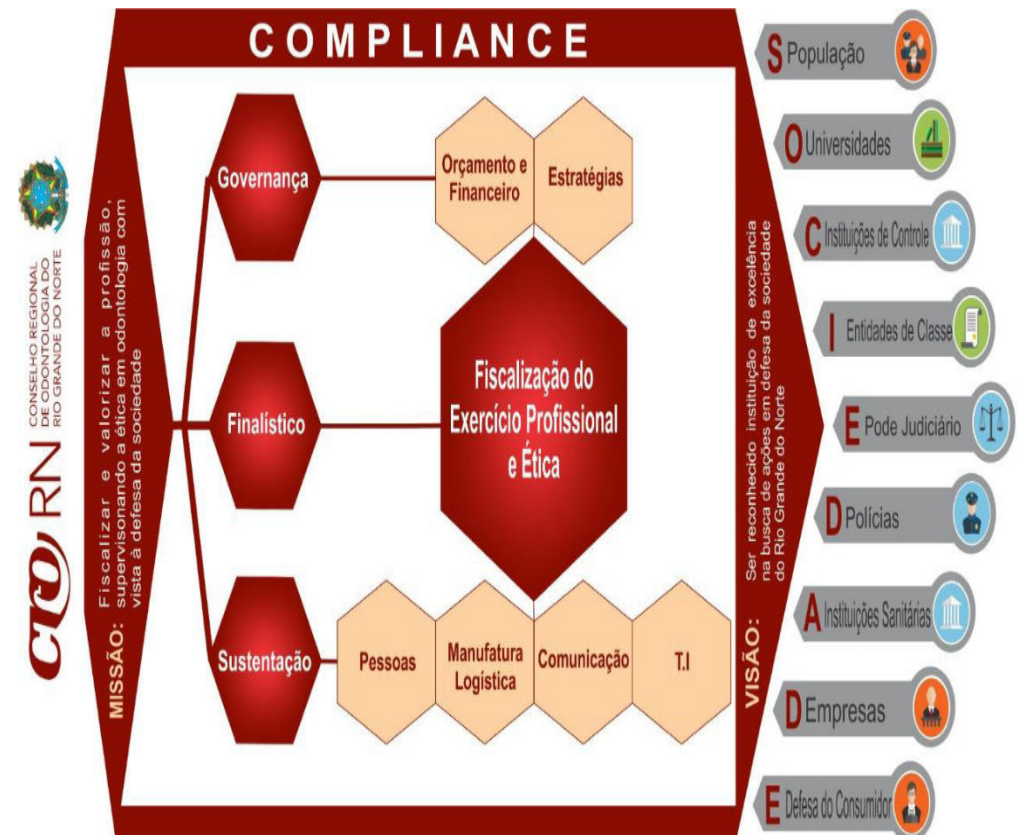 COMPLIANCE
cro RN
CONSELHO REGIONAL
DE ODONTOLOGIA DO
RIO GRANDE DO NORTE
MISSÃO: Fiscalizar e valorizar a profissão,
supervisionando a ética em odontologia com
vista à defesa da sociedade
Governança
Orçamento e
Financeiro
Estratégias
Finalístico
Fiscalização do
Exercício Profissional
e Ética
Sustentação
Pessoas
Manufatura
Logística
Comunicação
T.I
VISÃO: Ser reconhecido instituição de excelência
na busca de ações em defesa da sociedade
do Rio Grande do Norte
S População
O Universidades
C Instituições de Controle
I Entidades de Classe
E Pode Judiciário
D Polícias
A Instituições Sanitárias
D Empresas
E Defesa do Consumidor